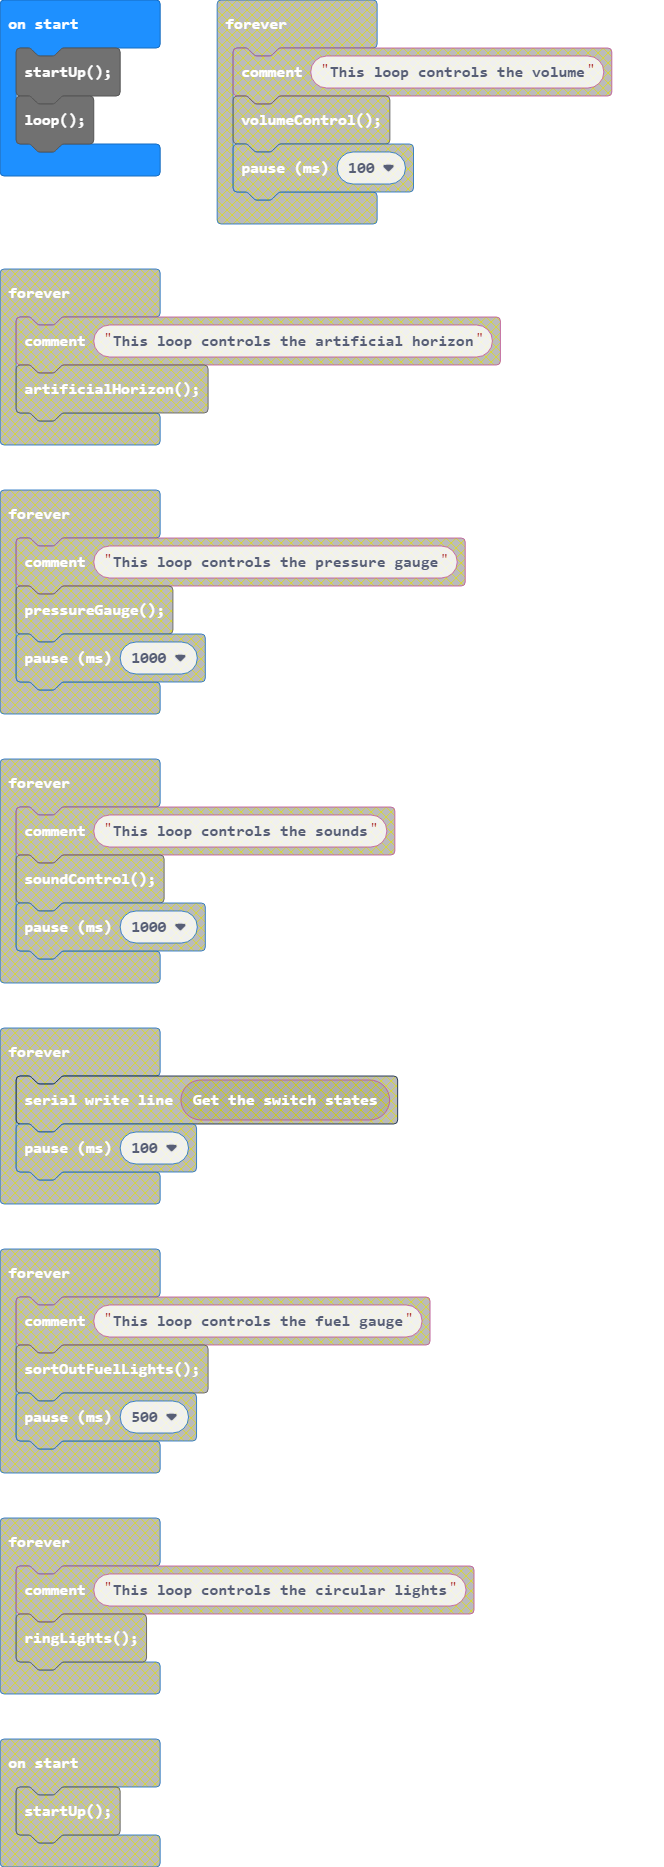 on start
startUp();
loop();
forever
comment "This loop controls the volume"
volumeControl();
pause (ms) 100
forever
comment "This loop controls the artificial horizon"
artificialHorizon();
forever
comment "This loop controls the pressure gauge"
pressureGauge();
pause (ms) 1000
forever
comment "This loop controls the sounds"
soundControl();
pause (ms) 1000
forever
serial write line Get the switch states
pause (ms) 100
forever
comment "This loop controls the fuel gauge"
sortOutFuelLights();
pause (ms) 500
forever
comment "This loop controls the circular lights"
ringLights();
on start
startUp();